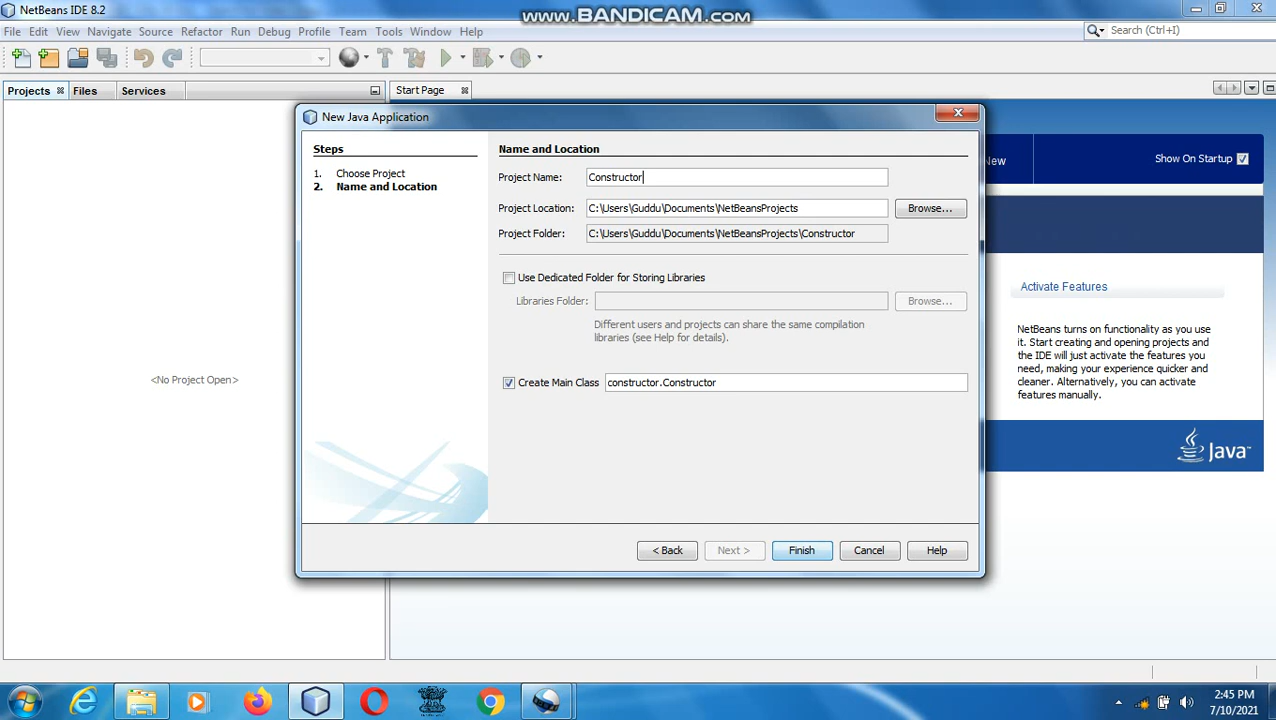 NetBeans IDE 8.2
www.BANDICAM.com
File Edit View Navigate Source Refactor Run Debug Profile Team Tools Window Help
Search (Ctrl+I)
Projects Files Services
Start Page
New Java Application
Steps
1. Choose Project
2. Name and Location
Name and Location
Project Name: Constructor
Project Location: C:\Users\Guddu\Documents\NetBeansProjects Browse...
Project Folder: C:\Users\Guddu\Documents\NetBeansProjects\Constructor
Use Dedicated Folder for Storing Libraries
Libraries Folder: Browse...
Different users and projects can share the same compilation
libraries (see Help for details).
Create Main Class constructor.Constructor
< Back Next > Finish Cancel Help
<No Project Open>
New
Show On Startup
Activate Features
NetBeans turns on functionality as you use
it. Start creating and opening projects and
the IDE will just activate the features you
need, making your experience quicker and
cleaner. Alternatively, you can activate
features manually.
Java
2:45 PM
7/10/2021